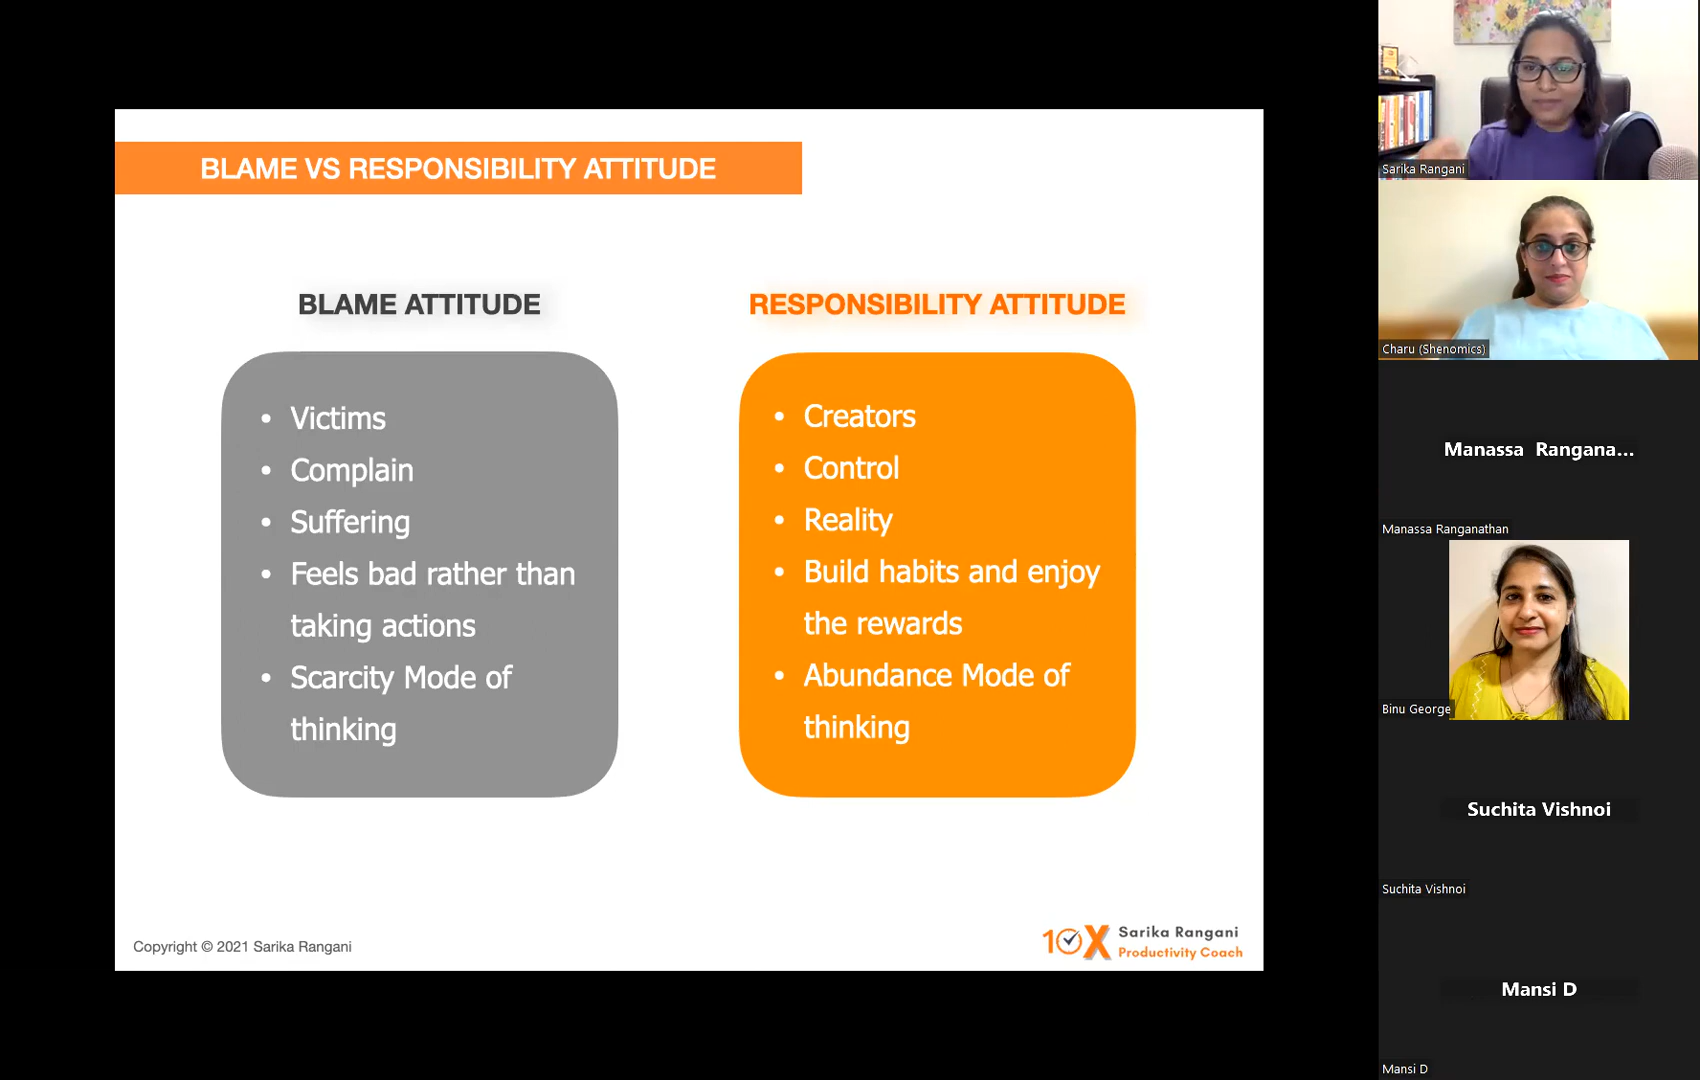 BLAME VS RESPONSIBILITY ATTITUDE
BLAME ATTITUDE
• Victims
• Complain
• Suffering
• Feels bad rather than
taking actions
• Scarcity Mode of
thinking
RESPONSIBILITY ATTITUDE
• Creators
• Control
• Reality
• Build habits and enjoy
the rewards
• Abundance Mode of
thinking
Copyright © 2021 Sarika Rangani
10X
Sarika Rangani
Productivity Coach
Sarika Rangani
Charu (Shenomics)
Manassa Rangana...
Manassa Ranganathan
Binu George
Suchita Vishnoi
Suchita Vishnoi
Mansi D
Mansi D